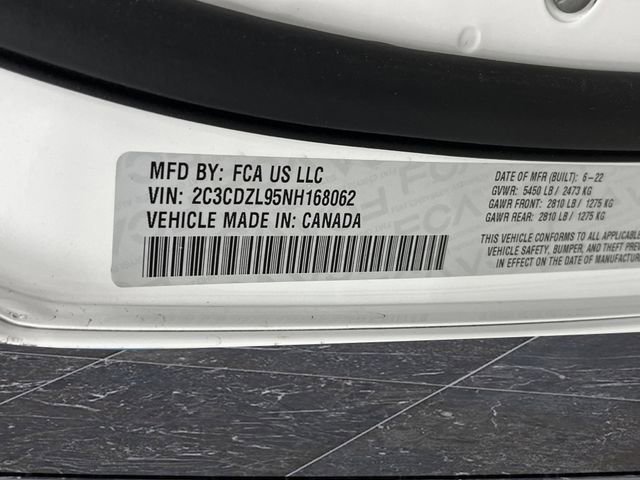 MFD BY: FCA US LLC
VIN: 2C3CDZL95NH168062
VEHICLE MADE IN: CANADA
DATE OF MFR (BUILT): 6-22
GVWR: 5450 LB / 2473 KG
GAWR FRONT: 2810 LB / 1275 KG
GAWR REAR: 2810 LB / 1275 KG
THIS VEHICLE CONFORMS TO ALL APPLICABLE
VEHICLE SAFETY, BUMPER, AND THEFT
IN EFFECT ON THE DATE OF